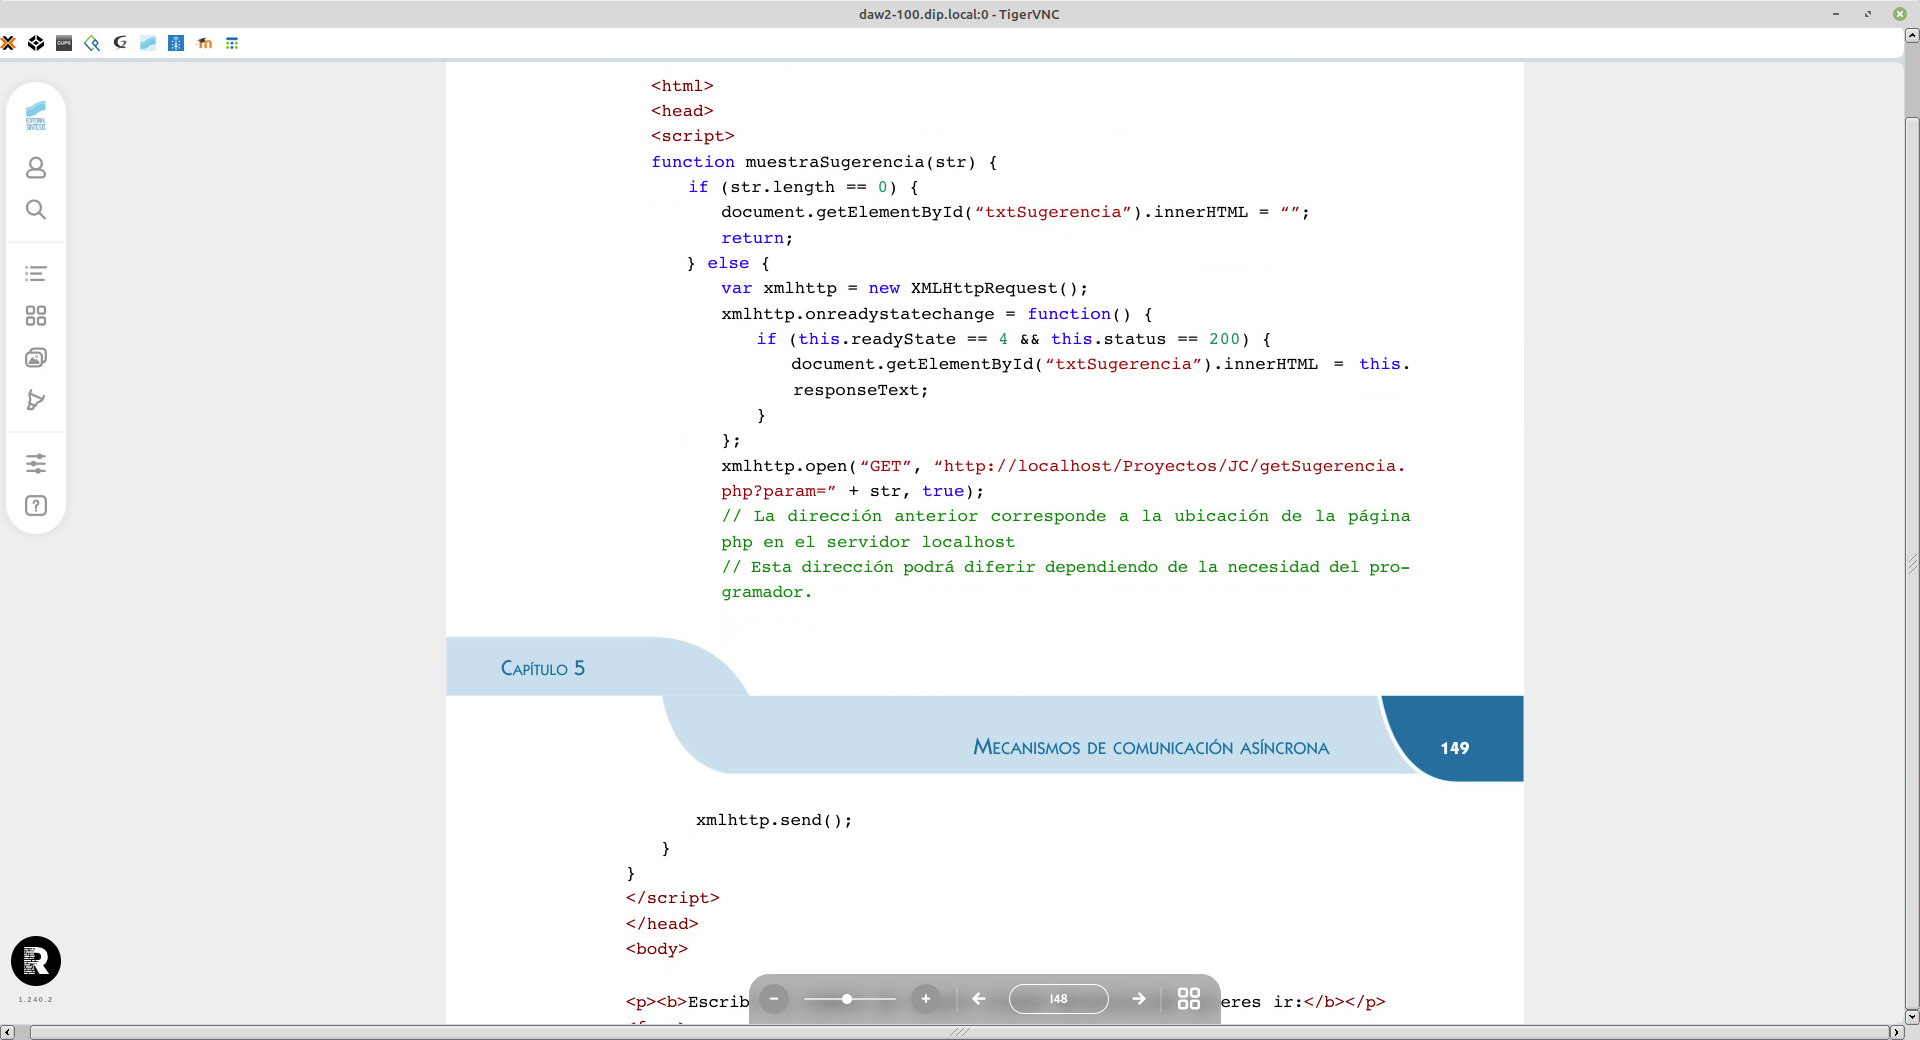 daw2-100.dip.local:0 - TigerVNC
CUPS
EDITORIAL
SÍNTESIS
<html>
<head>
<script>
function muestraSugerencia(str) {
if (str.length == 0) {
document.getElementById(“txtSugerencia”).innerHTML = “”;
return;
} else {
var xmlhttp = new XMLHttpRequest();
xmlhttp.onreadystatechange = function() {
if (this.readyState == 4 && this.status == 200) {
document.getElementById(“txtSugerencia”).innerHTML = this.
responseText;
}
};
xmlhttp.open(“GET”, “http://localhost/Proyectos/JC/getSugerencia.
php?param=” + str, true);
// La dirección anterior corresponde a la ubicación de la página
php en el servidor localhost
// Esta dirección podrá diferir dependiendo de la necesidad del pro-
gramador.
Capítulo 5
Mecanismos de comunicación asíncrona
149
xmlhttp.send();
}
}
</script>
</head>
<body>
<p><b>Escrib eres ir:</b></p>
148
R
1.240.2